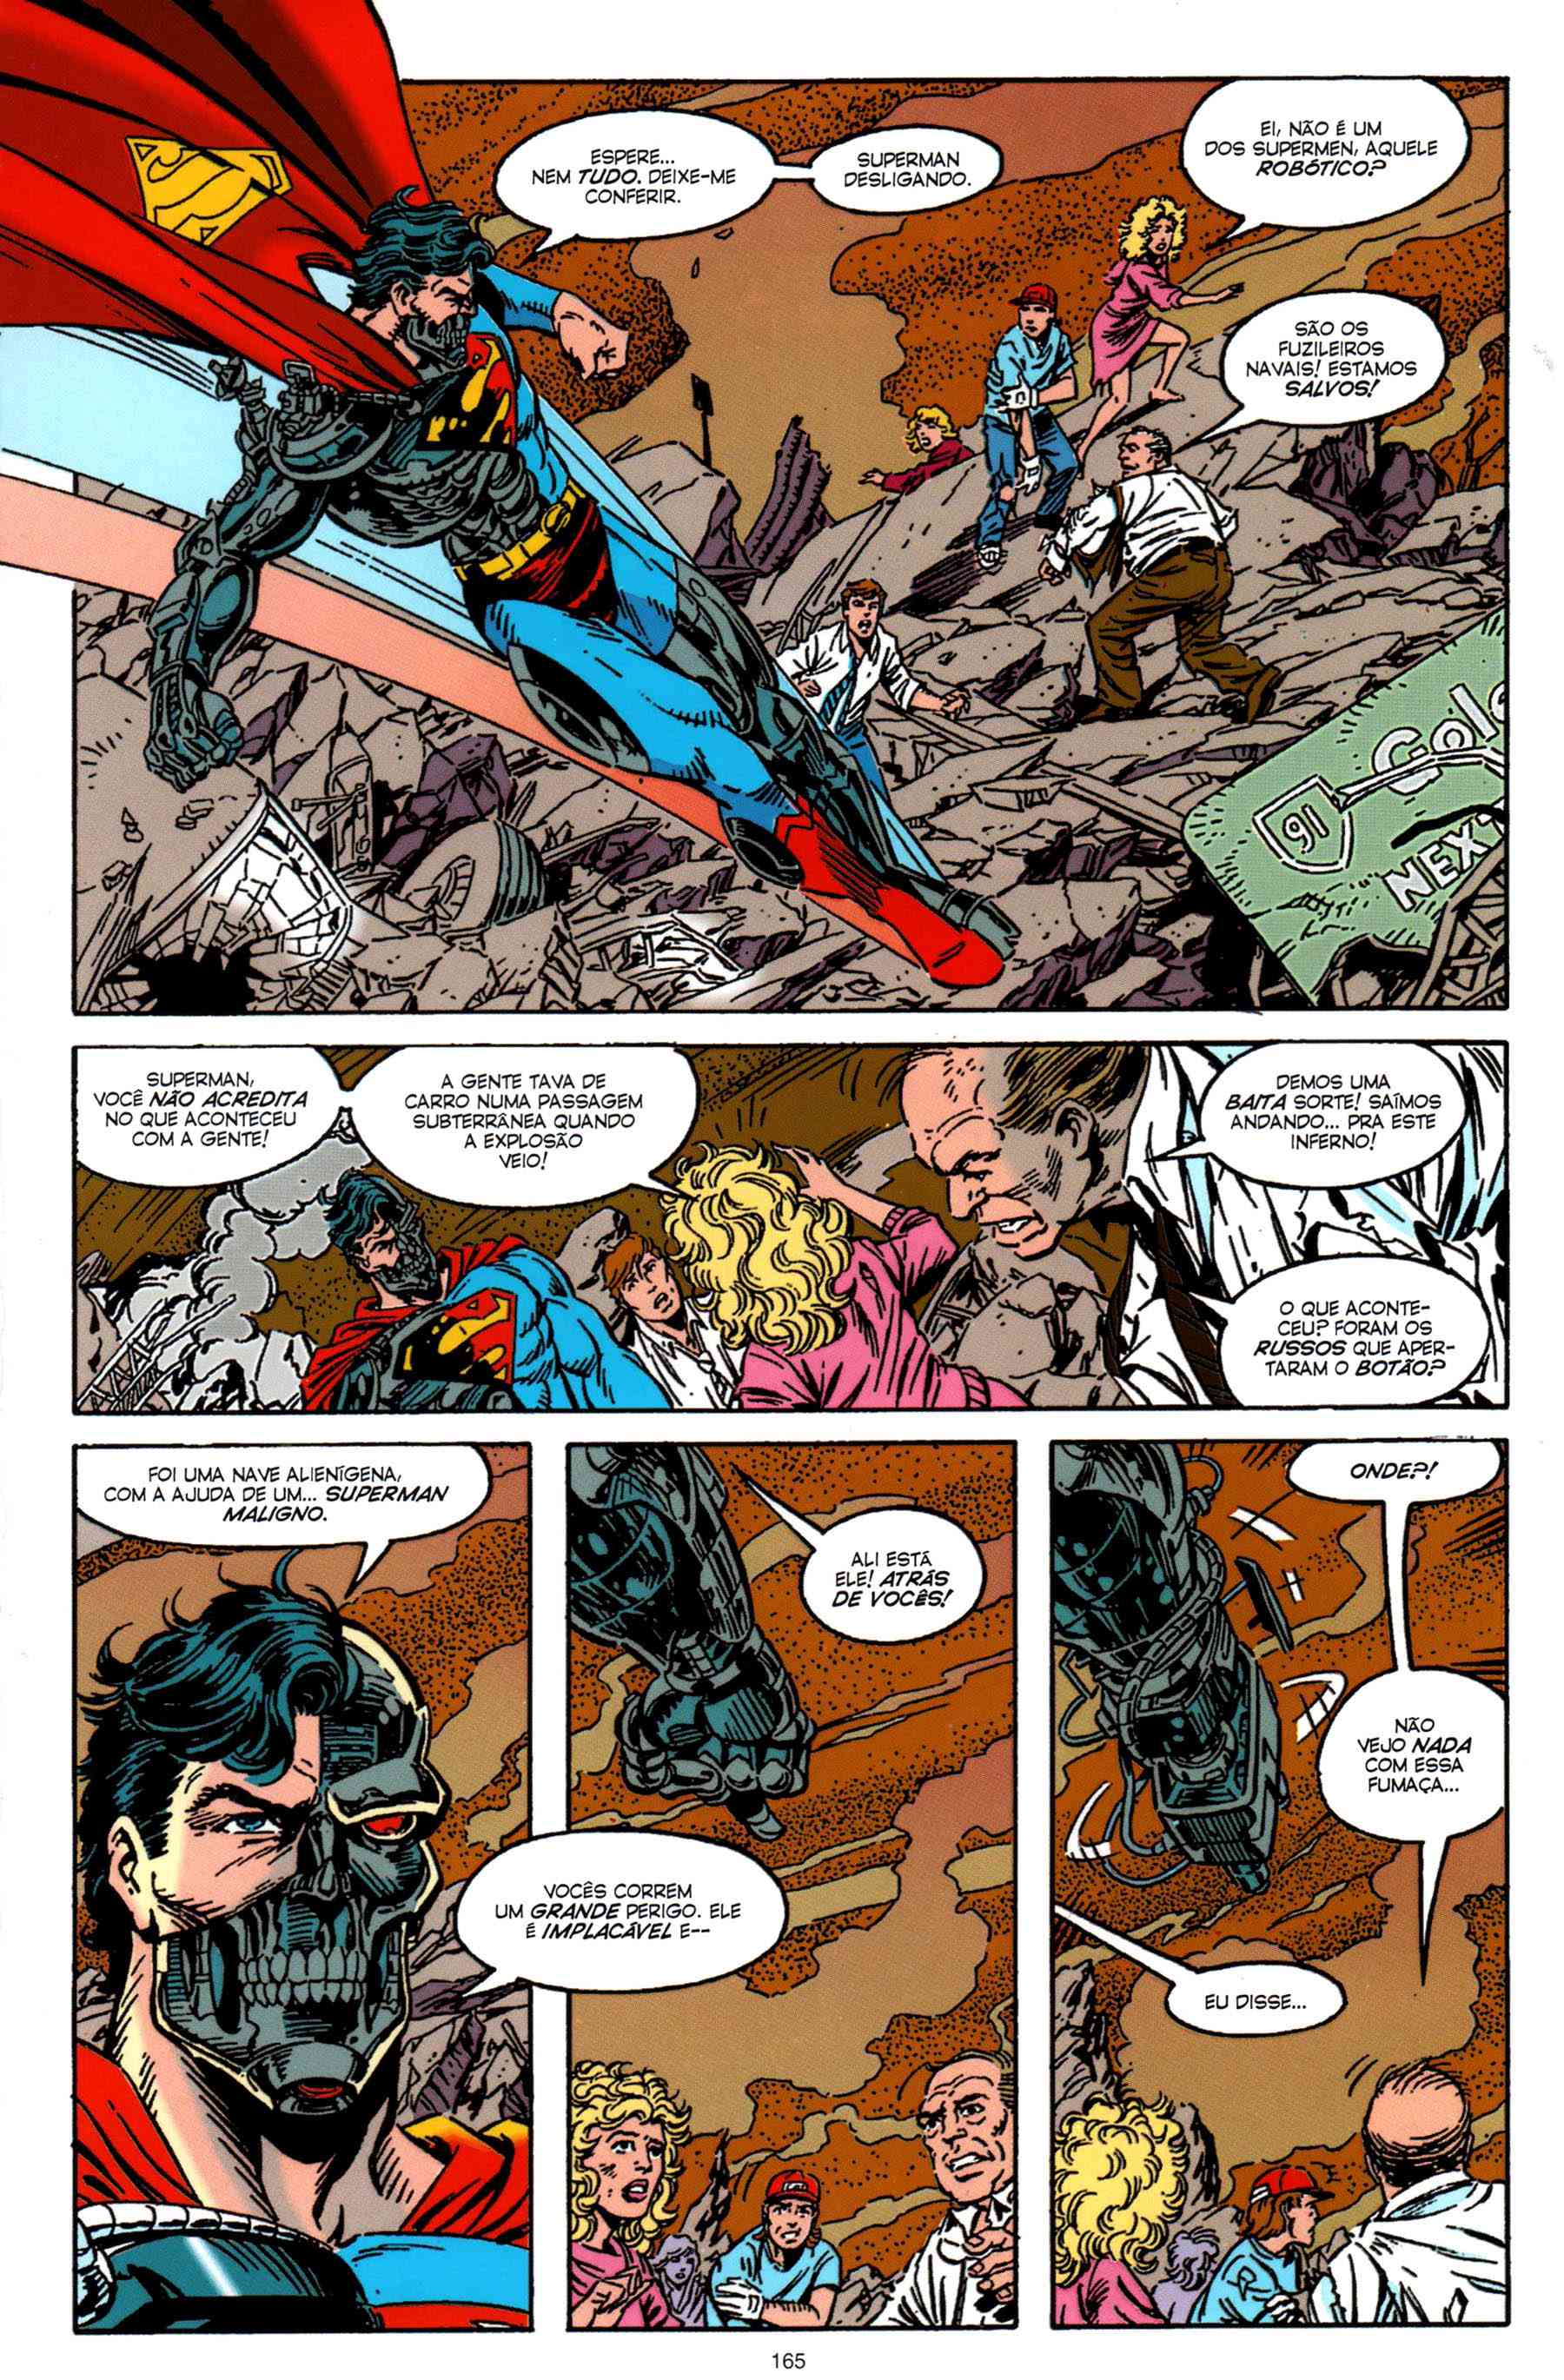 ESPERE...
NEM TUDO. DEIXE-ME
CONFERIR.
SUPERMAN
DESLIGANDO.
EI, NÃO É UM
DOS SUPERMEN, AQUELE
ROBÓTICO?
SÃO OS
FUZILEIROS
NAVAIS! ESTAMOS
SALVOS!
91
NEXT
SUPERMAN,
VOCÊ NÃO ACREDITA
NO QUE ACONTECEU
COM A GENTE!
A GENTE TAVA DE
CARRO NUMA PASSAGEM
SUBTERRÂNEA QUANDO
A EXPLOSÃO
VEIO!
DEMOS UMA
BAITA SORTE! SAÍMOS
ANDANDO... PRA ESTE
INFERNO!
O QUE ACONTE-
CEU? FORAM OS
RUSSOS QUE APER-
TARAM O BOTÃO?
FOI UMA NAVE ALIENÍGENA,
COM A AJUDA DE UM... SUPERMAN
MALIGNO.
VOCÊS CORREM
UM GRANDE PERIGO. ELE
É IMPLACÁVEL E--
ALI ESTÁ
ELE! ATRÁS
DE VOCÊS!
ONDE?!
NÃO
VEJO NADA
COM ESSA
FUMAÇA...
EU DISSE...
165